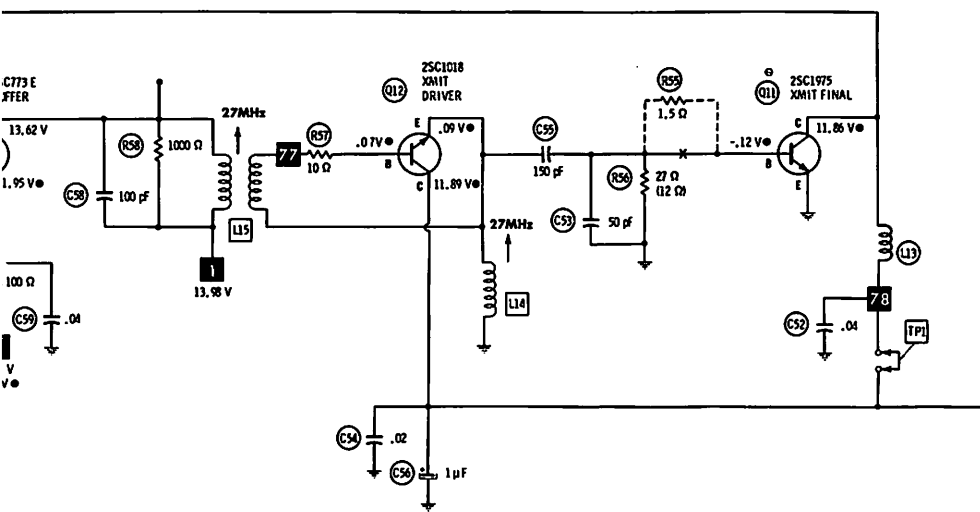 C773 E
FFER
13.62 V
1.95 V
R58
1000 Ω
27MHz
C58
100 pF
L15
1
13.98 V
100 Ω
C59
.04
V
V
77
R57
10 Ω
Q12
2SC1018
XMIT
DRIVER
.07V
B
E
.09 V
C
11.89 V
C55
150 pF
R55
1.5 Ω
R56
27 Ω
(12 Ω)
C53
50 pF
27MHz
L14
Q11
2SC1975
XMIT FINAL
-.12 V
B
C
11.86 V
E
L13
78
C52
.04
TP1
C54
.02
C56
+
1 μF